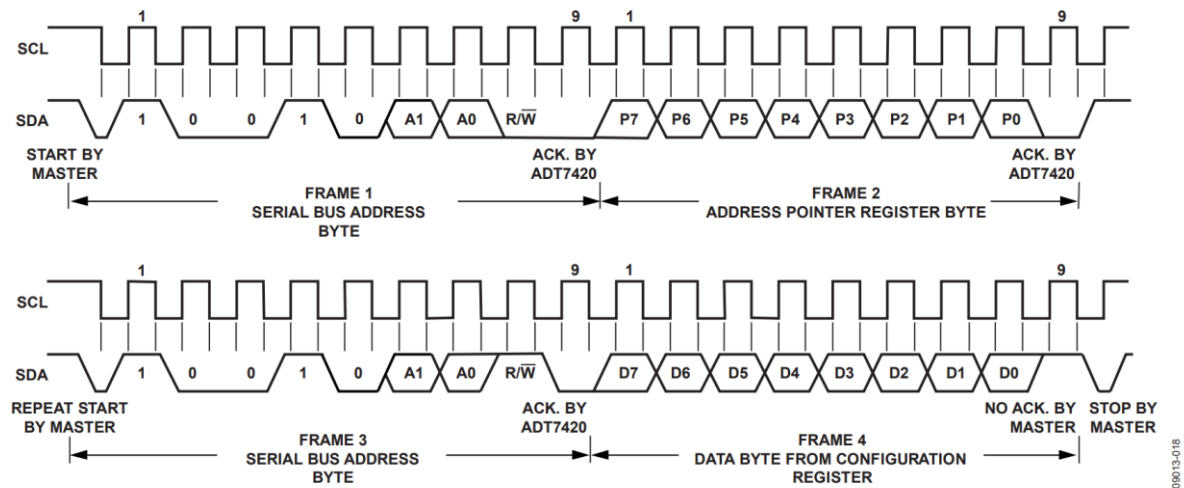 1 9 1 9
SCL
SDA 1 0 0 1 0 A1 A0 R/W̅ P7 P6 P5 P4 P3 P2 P1 P0
START BY MASTER
ACK. BY ADT7420
ACK. BY ADT7420
FRAME 1
SERIAL BUS ADDRESS
BYTE
FRAME 2
ADDRESS POINTER REGISTER BYTE
1 9 1 9
SCL
SDA 1 0 0 1 0 A1 A0 R/W̅ D7 D6 D5 D4 D3 D2 D1 D0
REPEAT START
BY MASTER
ACK. BY
ADT7420
NO ACK. BY
MASTER
STOP BY
MASTER
FRAME 3
SERIAL BUS ADDRESS
BYTE
FRAME 4
DATA BYTE FROM CONFIGURATION
REGISTER
09013-018